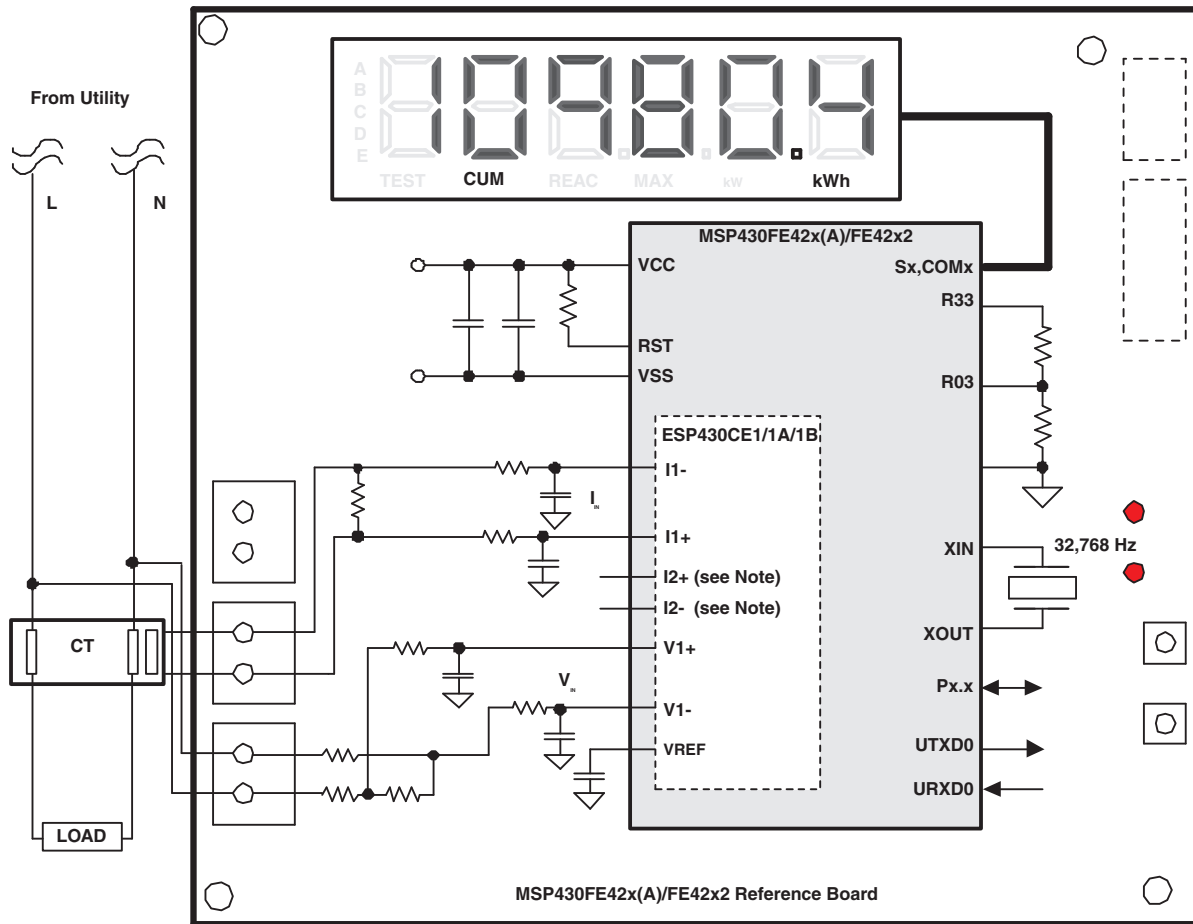 From Utility
L
N
A
B
C
D
E
10980.4
TEST CUM REAC MAX kW kWh
MSP430FE42x(A)/FE42x2
VCC
Sx,COMx
R33
RST
VSS
R03
ESP430CE1/1A/1B
I1-
I IN
I1+
XIN
32,768 Hz
I2+ (see Note)
I2- (see Note)
CT
XOUT
V1+
V IN
Px.x
V1-
VREF
UTXD0
URXD0
LOAD
MSP430FE42x(A)/FE42x2 Reference Board